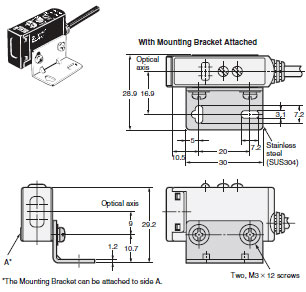 With Mounting Bracket Attached
Optical
axis
28.9 16.9
3.1 7.2
5
7.2
20
10.5
30
Stainless
steel
(SUS304)
Optical axis
9
29.2
1.2
10.7
A*
Two, M3 × 12 screws
*The Mounting Bracket can be attached to side A.